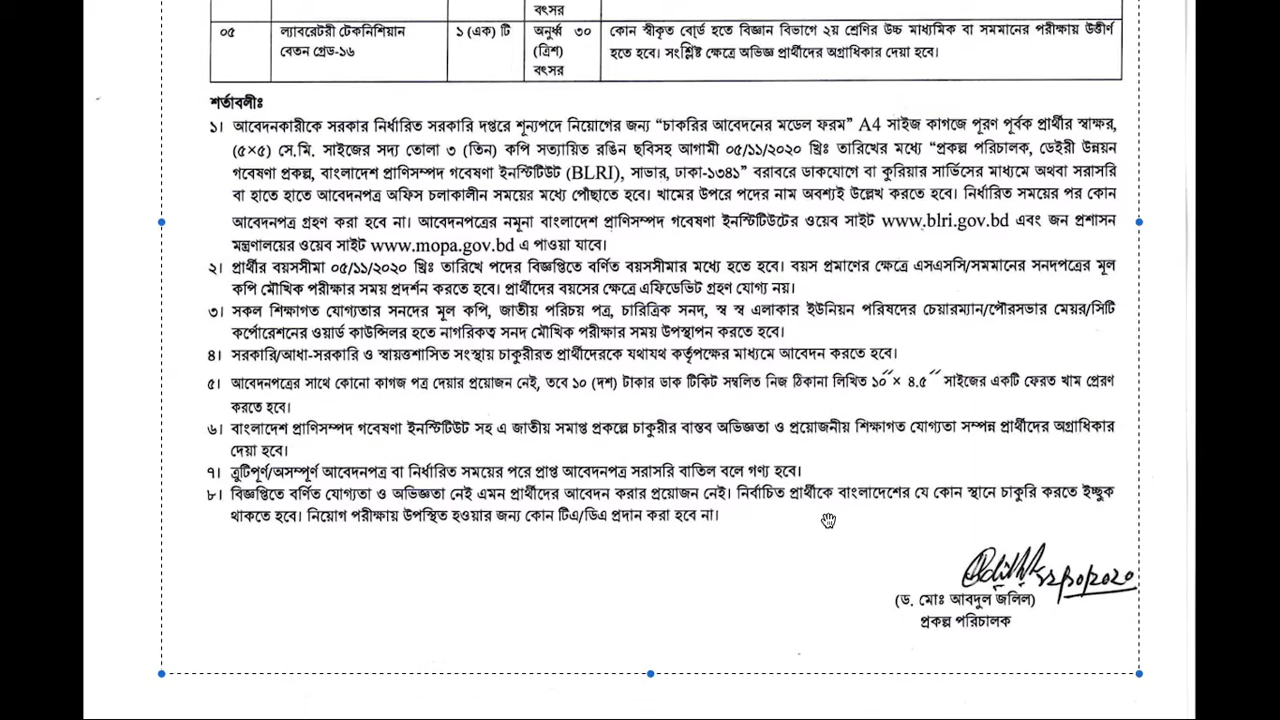 বৎসর
০৫ ল্যাবরেটরী টেকনিশিয়ান ১ (এক) টি অনুর্ধ্ব ৩০ কোন স্বীকৃত বোর্ড হতে বিজ্ঞান বিভাগে ২য় শ্রেণির উচ্চ মাধ্যমিক বা সমমানের পরীক্ষায় উত্তীর্ণ
বেতন গ্রেড-১৬ (ত্রিশ) হতে হবে। সংশ্লিষ্ট ক্ষেত্রে অভিজ্ঞ প্রার্থীদের অগ্রাধিকার দেয়া হবে।
বৎসর
শর্তাবলীঃ
১। আবেদনকারীকে সরকার নির্ধারিত সরকারি দপ্তরে শূন্যপদে নিয়োগের জন্য “চাকরির আবেদনের মডেল ফরম” A4 সাইজ কাগজে পূরণ পূর্বক প্রার্থীর স্বাক্ষর,
(৫×৫) সে.মি. সাইজের সদ্য তোলা ৩ (তিন) কপি সত্যায়িত রঙিন ছবিসহ আগামী ০৫/১১/২০২০ খ্রিঃ তারিখের মধ্যে “প্রকল্প পরিচালক, ডেইরী উন্নয়ন
গবেষণা প্রকল্প, বাংলাদেশ প্রাণিসম্পদ গবেষণা ইনস্টিটিউট (BLRI), সাভার, ঢাকা-১৩৪১” বরাবরে ডাকযোগে বা কুরিয়ার সার্ভিসের মাধ্যমে অথবা সরাসরি
বা হাতে হাতে আবেদনপত্র অফিস চলাকালীন সময়ের মধ্যে পৌঁছাতে হবে। খামের উপরে পদের নাম অবশ্যই উল্লেখ করতে হবে। নির্ধারিত সময়ের পর কোন
আবেদনপত্র গ্রহণ করা হবে না। আবেদনপত্রের নমূনা বাংলাদেশ প্রাণিসম্পদ গবেষণা ইনস্টিটিউটের ওয়েব সাইট www.blri.gov.bd এবং জন প্রশাসন
মন্ত্রণালয়ের ওয়েব সাইট www.mopa.gov.bd এ পাওয়া যাবে।
২। প্রার্থীর বয়সসীমা ০৫/১১/২০২০ খ্রিঃ তারিখে পদের বিজ্ঞপ্তিতে বর্ণিত বয়সসীমার মধ্যে হতে হবে। বয়স প্রমাণের ক্ষেত্রে এসএসসি/সমমানের সনদপত্রের মূল
কপি মৌখিক পরীক্ষার সময় প্রদর্শন করতে হবে। প্রার্থীদের বয়সের ক্ষেত্রে এফিডেভিট গ্রহণ যোগ্য নয়।
৩। সকল শিক্ষাগত যোগ্যতার সনদের মূল কপি, জাতীয় পরিচয় পত্র, চারিত্রিক সনদ, স্ব স্ব এলাকার ইউনিয়ন পরিষদের চেয়ারম্যান/পৌরসভার মেয়র/সিটি
কর্পোরেশনের ওয়ার্ড কাউন্সিলর হতে নাগরিকত্ব সনদ মৌখিক পরীক্ষার সময় উপস্থাপন করতে হবে।
৪। সরকারি/আধা-সরকারি ও স্বায়ত্তশাসিত সংস্থায় চাকুরীরত প্রার্থীদেরকে যথাযথ কর্তৃপক্ষের মাধ্যমে আবেদন করতে হবে।
৫। আবেদনপত্রের সাথে কোনো কাগজ পত্র দেয়ার প্রয়োজন নেই, তবে ১০ (দশ) টাকার ডাক টিকিট সম্বলিত নিজ ঠিকানা লিখিত ১০″× ৪.৫″ সাইজের একটি ফেরত খাম প্রেরণ
করতে হবে।
৬। বাংলাদেশ প্রাণিসম্পদ গবেষণা ইনস্টিটিউট সহ এ জাতীয় সমাপ্ত প্রকল্পে চাকুরীর বাস্তব অভিজ্ঞতা ও প্রয়োজনীয় শিক্ষাগত যোগ্যতা সম্পন্ন প্রার্থীদের অগ্রাধিকার
দেয়া হবে।
৭। ত্রুটিপূর্ণ/অসম্পূর্ণ আবেদনপত্র বা নির্ধারিত সময়ের পরে প্রাপ্ত আবেদনপত্র সরাসরি বাতিল বলে গণ্য হবে।
৮। বিজ্ঞপ্তিতে বর্ণিত যোগ্যতা ও অভিজ্ঞতা নেই এমন প্রার্থীদের আবেদন করার প্রয়োজন নেই। নির্বাচিত প্রার্থীকে বাংলাদেশের যে কোন স্থানে চাকুরি করতে ইচ্ছুক
থাকতে হবে। নিয়োগ পরীক্ষায় উপস্থিত হওয়ার জন্য কোন টিএ/ডিএ প্রদান করা হবে না।
(ড. মোঃ আবদুল জলিল)
প্রকল্প পরিচালক